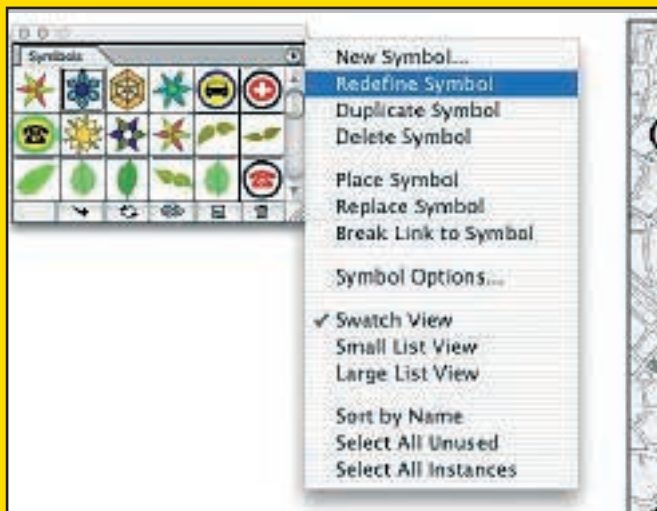 Symbols
New Symbol...
Redefine Symbol
Duplicate Symbol
Delete Symbol
Place Symbol
Replace Symbol
Break Link to Symbol
Symbol Options...
✓ Swatch View
Small List View
Large List View
Sort by Name
Select All Unused
Select All Instances